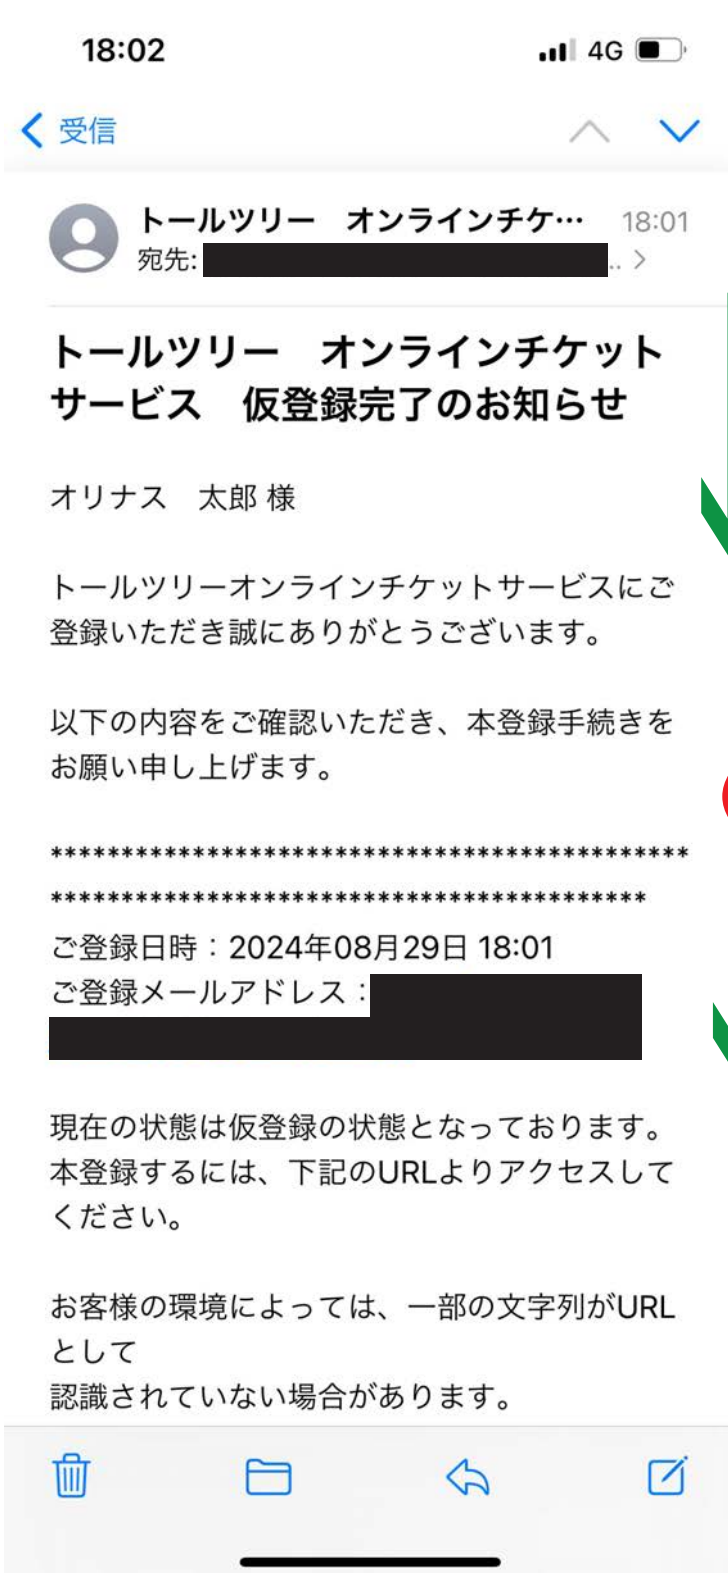 18:02
4G
受信
トールツリー　オンラインチケ…
18:01
宛先:
..
トールツリー　オンラインチケット
サービス　仮登録完了のお知らせ
オリナス　太郎 様
トールツリーオンラインチケットサービスにご
登録いただき誠にありがとうございます。
以下の内容をご確認いただき、本登録手続きを
お願い申し上げます。
*********************************************
******************************************
ご登録日時：2024年08月29日 18:01
ご登録メールアドレス：
現在の状態は仮登録の状態となっております。
本登録するには、下記のURLよりアクセスして
ください。
お客様の環境によっては、一部の文字列がURL
として
認識されていない場合があります。